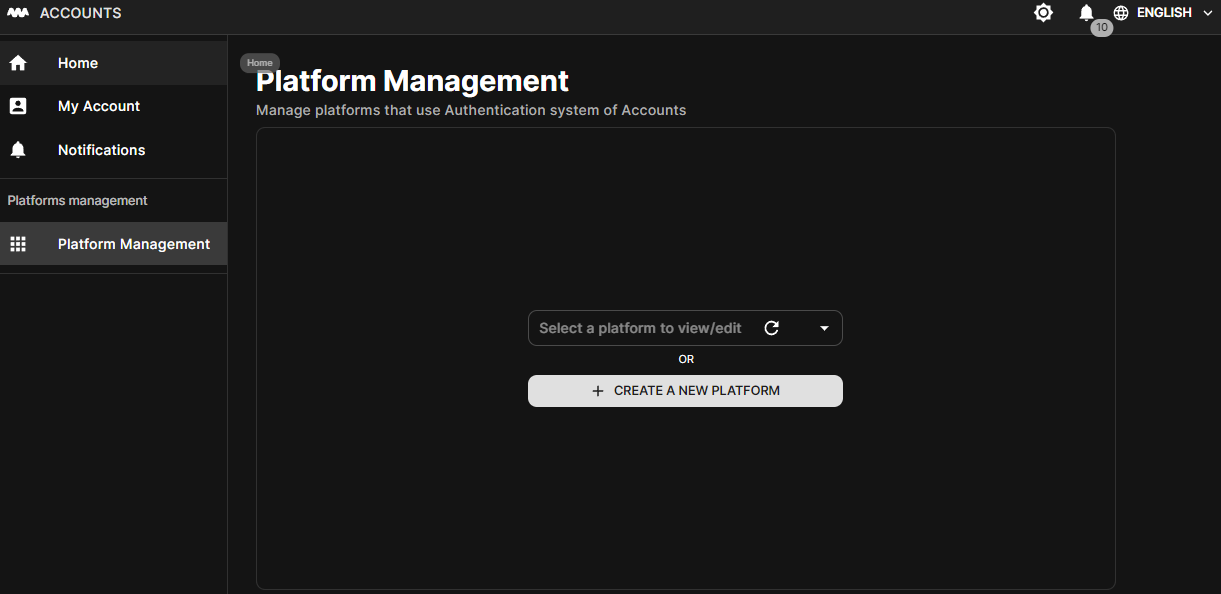 ACCOUNTS
10
ENGLISH
Home
My Account
Notifications
Platforms management
Platform Management
Home
Platform Management
Manage platforms that use Authentication system of Accounts
Select a platform to view/edit
OR
+ CREATE A NEW PLATFORM